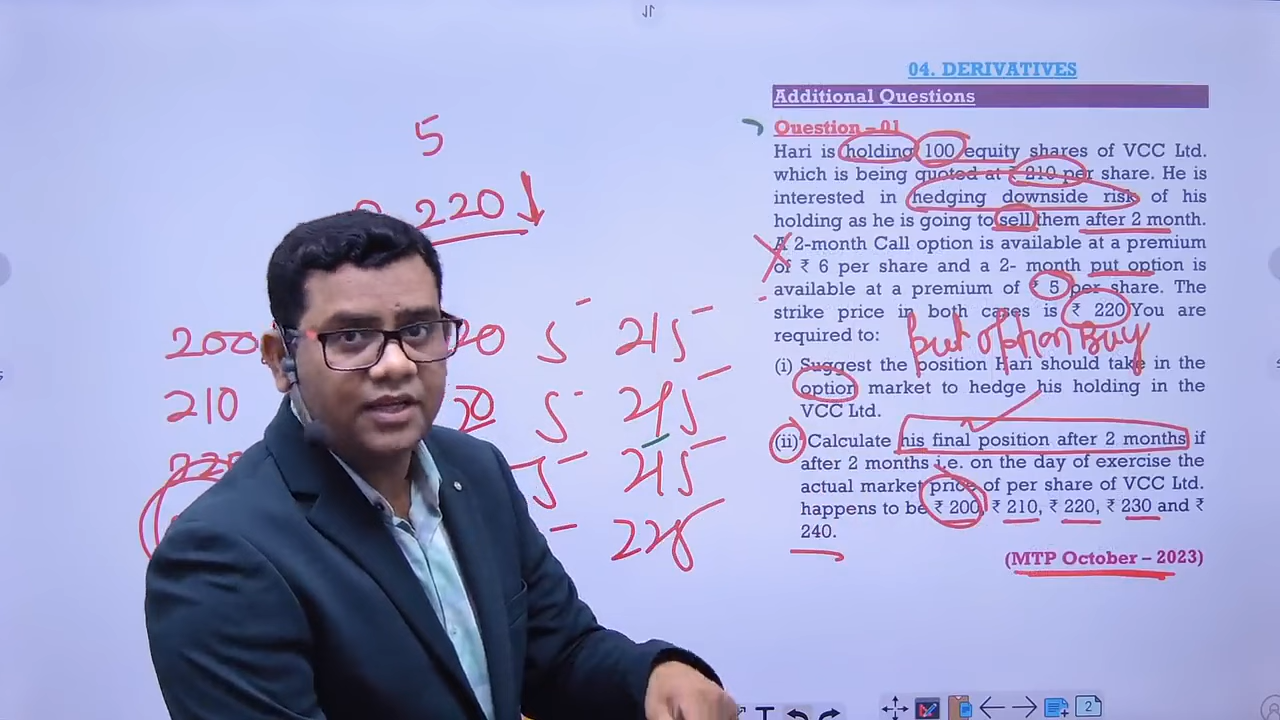 04. DERIVATIVES
Additional Questions
Question – 01
Hari is holding 100 equity shares of VCC Ltd.
which is being quoted at ₹ 210 per share. He is
interested in hedging downside risk of his
holding as he is going to sell them after 2 month.
A 2-month Call option is available at a premium
of ₹ 6 per share and a 2- month put option is
available at a premium of ₹ 5 per share. The
strike price in both cases is ₹ 220 You are
required to:
put option Buy
(i) Suggest the position Hari should take in the
option market to hedge his holding in the
VCC Ltd.
(ii) Calculate his final position after 2 months if
after 2 months i.e. on the day of exercise the
actual market price of per share of VCC Ltd.
happens to be ₹ 200, ₹ 210, ₹ 220, ₹ 230 and ₹
240.
(MTP October – 2023)
5
220
200 20 5 215
210 5 215
5 215
2